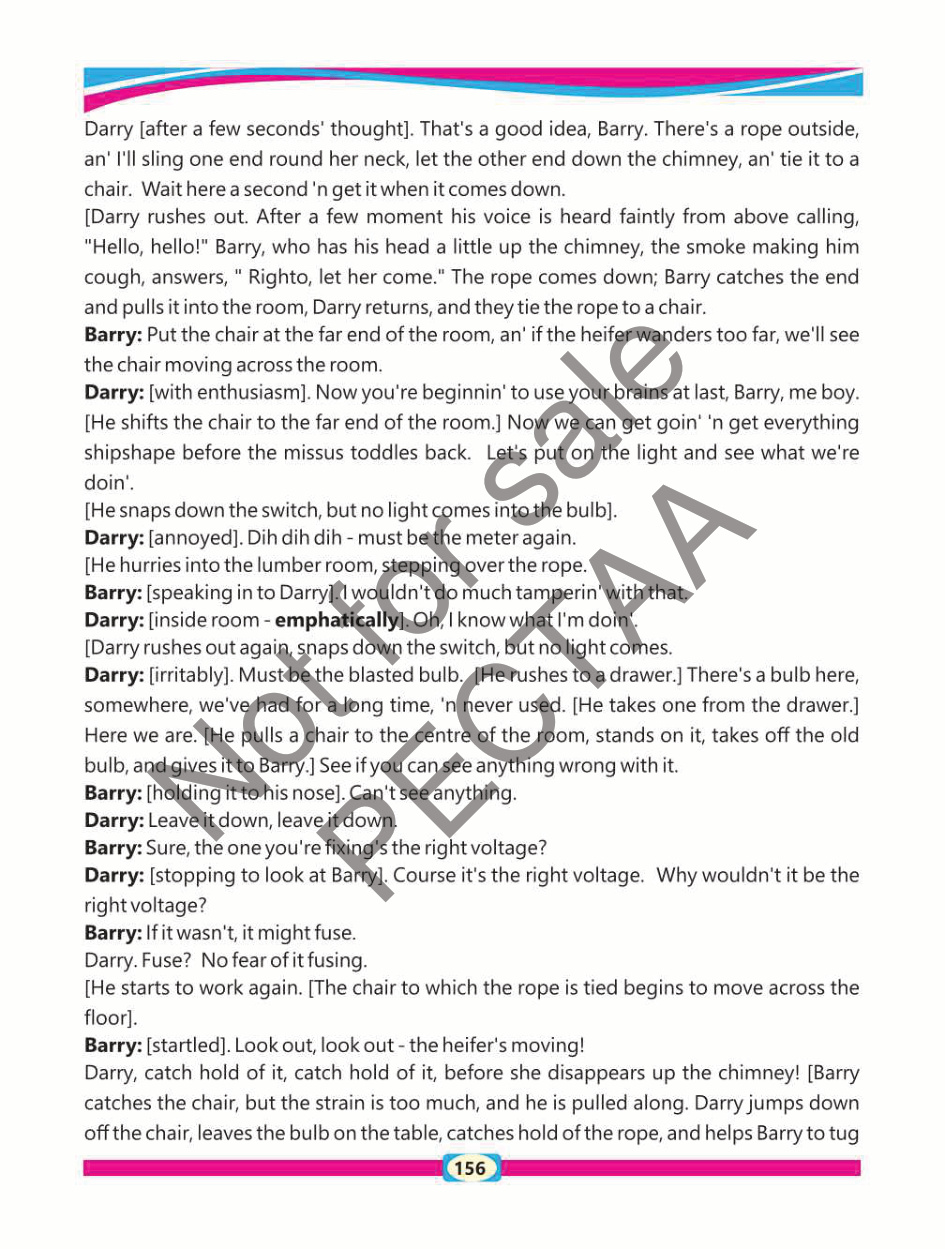 Darry [after a few seconds' thought]. That's a good idea, Barry. There's a rope outside,
an' I'll sling one end round her neck, let the other end down the chimney, an' tie it to a
chair. Wait here a second 'n get it when it comes down.
[Darry rushes out. After a few moment his voice is heard faintly from above calling,
"Hello, hello!" Barry, who has his head a little up the chimney, the smoke making him
cough, answers, " Righto, let her come." The rope comes down; Barry catches the end
and pulls it into the room, Darry returns, and they tie the rope to a chair.
Barry: Put the chair at the far end of the room, an' if the heifer wanders too far, we'll see
the chair moving across the room.
Darry: [with enthusiasm]. Now you're beginnin' to use your brains at last, Barry, me boy.
[He shifts the chair to the far end of the room.] Now we can get goin' 'n get everything
shipshape before the missus toddles back. Let's put on the light and see what we're
doin'.
[He snaps down the switch, but no light comes into the bulb].
Darry: [annoyed]. Dih dih dih - must be the meter again.
[He hurries into the lumber room, stepping over the rope.
Barry: [speaking in to Darry]. I wouldn't do much tamperin' with that.
Darry: [inside room - emphatically]. Oh, I know what I'm doin'.
[Darry rushes out again, snaps down the switch, but no light comes.
Darry: [irritably]. Must be the blasted bulb. [He rushes to a drawer.] There's a bulb here,
somewhere, we've had for a long time, 'n never used. [He takes one from the drawer.]
Here we are. [He pulls a chair to the centre of the room, stands on it, takes off the old
bulb, and gives it to Barry.] See if you can see anything wrong with it.
Barry: [holding it to his nose]. Can't see anything.
Darry: Leave it down, leave it down.
Barry: Sure, the one you're fixing's the right voltage?
Darry: [stopping to look at Barry]. Course it's the right voltage. Why wouldn't it be the
right voltage?
Barry: If it wasn't, it might fuse.
Darry. Fuse? No fear of it fusing.
[He starts to work again. [The chair to which the rope is tied begins to move across the
floor].
Barry: [startled]. Look out, look out - the heifer's moving!
Darry, catch hold of it, catch hold of it, before she disappears up the chimney! [Barry
catches the chair, but the strain is too much, and he is pulled along. Darry jumps down
off the chair, leaves the bulb on the table, catches hold of the rope, and helps Barry to tug
156
Not for sale
PECTAA